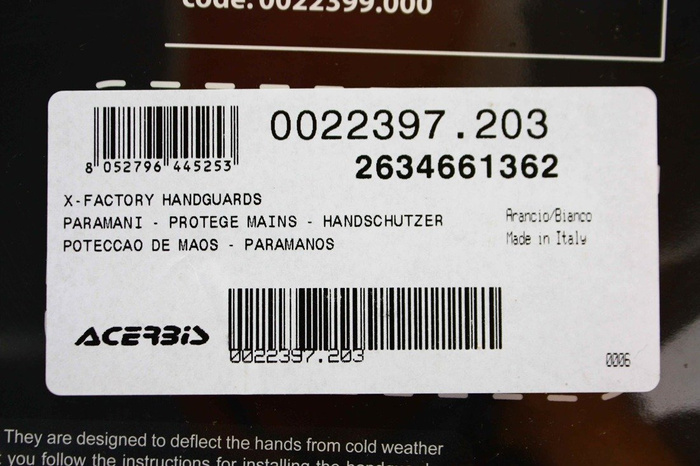 code: 0022399.000
0022397.203
8 052796 445253
2634661362
X-FACTORY HANDGUARDS
PARAMANI - PROTEGE MAINS - HANDSCHUTZER
POTECCAO DE MAOS - PARAMANOS
Arancio/Bianco
Made in Italy
ACERBIS
0022397.203
0006
They are designed to deflect the hands from cold weather
you follow the instructions for installing the